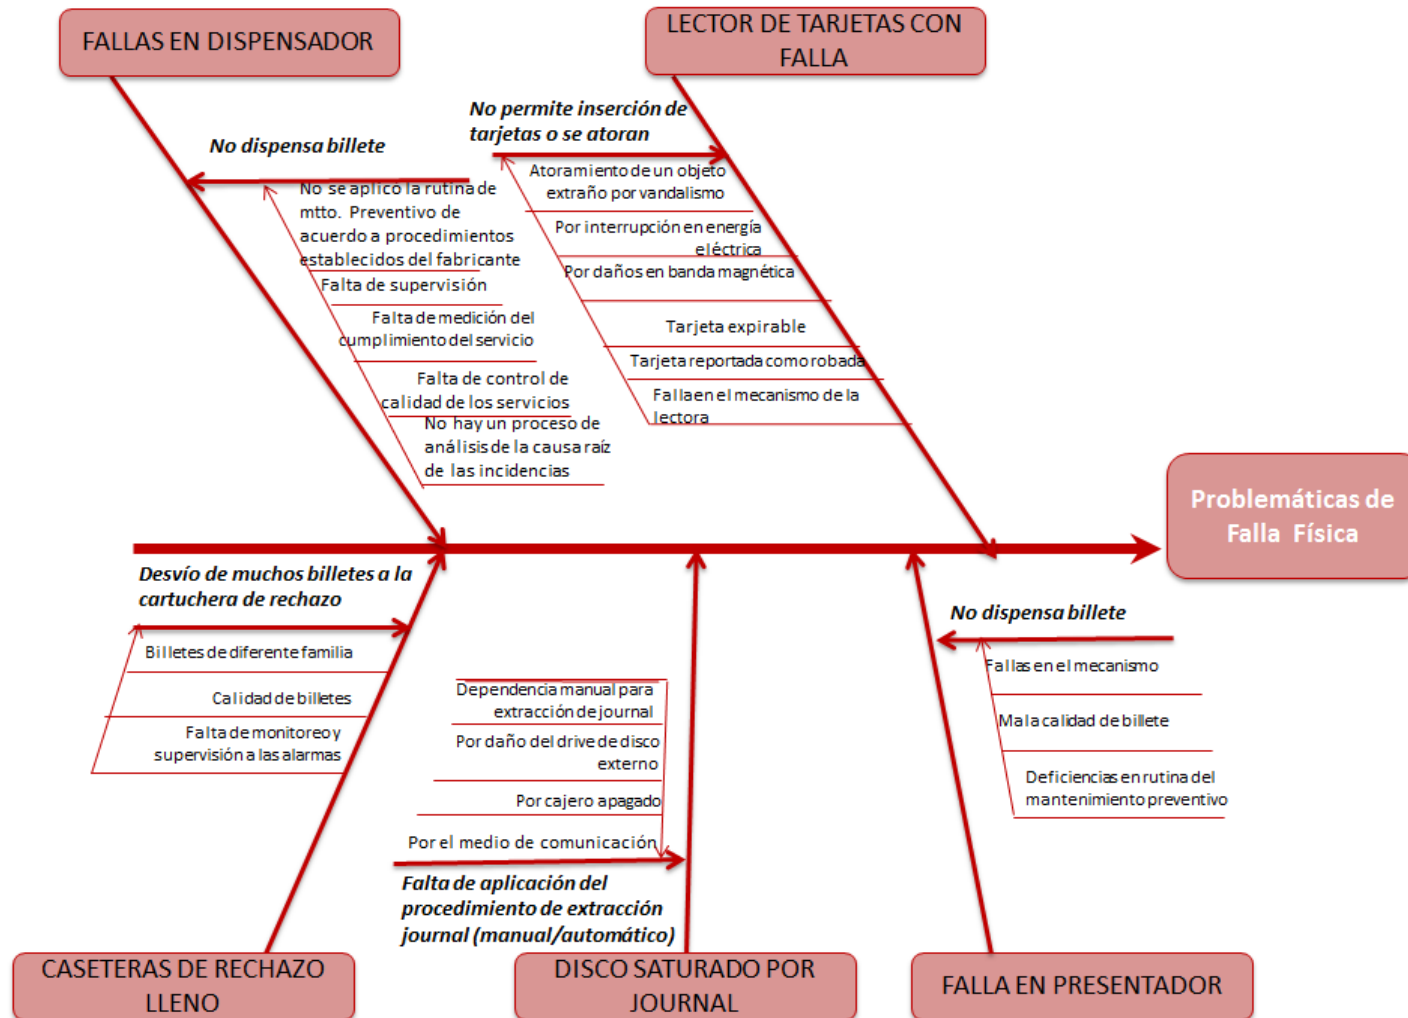 FALLAS EN DISPENSADOR
LECTOR DE TARJETAS CON
FALLA
No dispensa billete
No se aplicó la rutina de
mtto. Preventivo de
acuerdo a procedimientos
establecidos del fabricante
Falta de supervisión
Falta de medición del
cumplimiento del servicio
Falta de control de
calidad de los servicios
No hay un proceso de
análisis de la causa raíz
de las incidencias
No permite inserción de
tarjetas o se atoran
Atoramiento de un objeto
extraño por vandalismo
Por interrupción en energía
eléctrica
Por daños en banda magnética
Tarjeta expirable
Tarjeta reportada como robada
Falla en el mecanismo de la
lectora
Problemáticas de
Falla Física
Desvío de muchos billetes a la
cartuchera de rechazo
Billetes de diferente familia
Calidad de billetes
Falta de monitoreo y
supervisión a las alarmas
Dependencia manual para
extracción de journal
Por daño del drive de disco
externo
Por cajero apagado
Por el medio de comunicación
Falta de aplicación del
procedimiento de extracción
journal (manual/automático)
No dispensa billete
Fallas en el mecanismo
Mala calidad de billete
Deficiencias en rutina del
mantenimiento preventivo
CASETERAS DE RECHAZO
LLENO
DISCO SATURADO POR
JOURNAL
FALLA EN PRESENTADOR